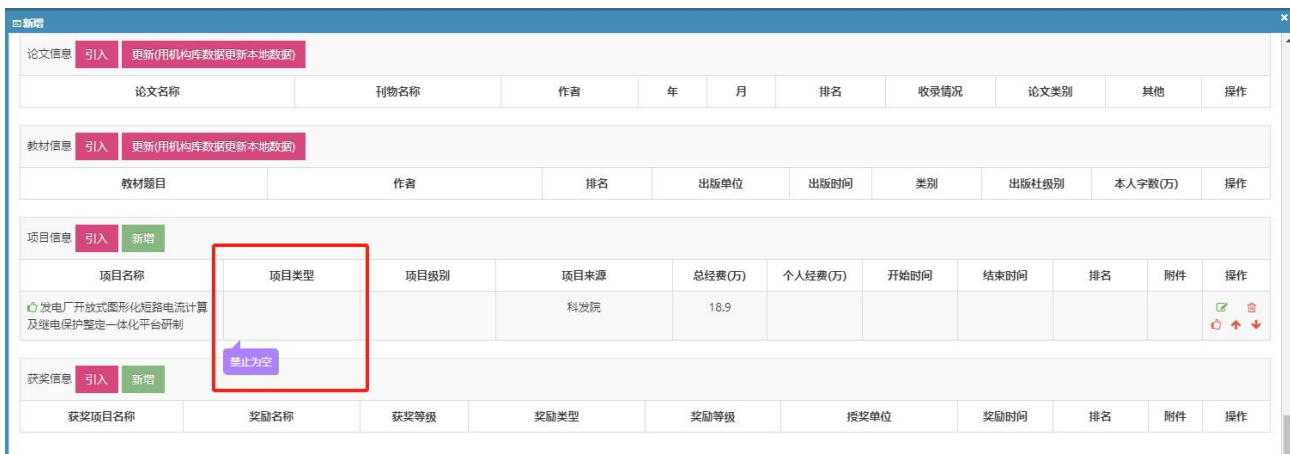 新增
论文信息 引入 更新(用机构库数据更新本地数据)
论文名称 刊物名称 作者 年 月 排名 收录情况 论文类别 其他 操作
教材信息 引入 更新(用机构库数据更新本地数据)
教材题目 作者 排名 出版单位 出版时间 类别 出版社级别 本人字数(万) 操作
项目信息 引入 新增
项目名称 项目类型 项目级别 项目来源 总经费(万) 个人经费(万) 开始时间 结束时间 排名 附件 操作
发电厂开放式图形化短路电流计算 科发院 18.9
及继电保护整定一体化平台研制
禁止为空
获奖信息 引入 新增
获奖项目名称 奖励名称 获奖等级 奖励类型 奖励等级 授奖单位 奖励时间 排名 附件 操作